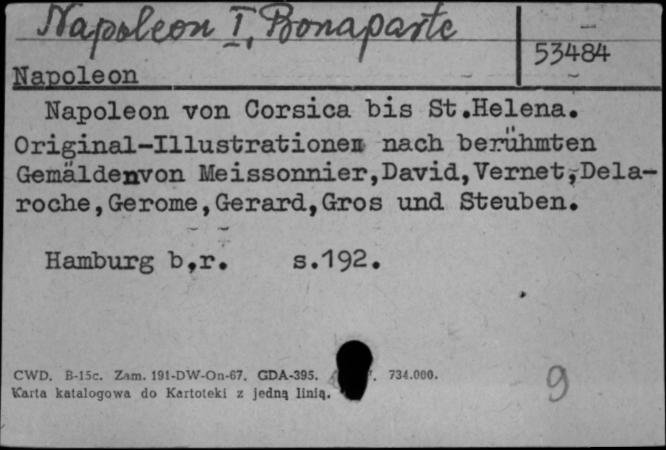 Napoleon I, Bonaparte
53484
Napoleon
Napoleon von Corsica bis St.Helena.
Original-Illustrationen nach berühmten
Gemäldenvon Meissonnier,David,Vernet,Dela-
roche,Gerome,Gerard,Gros und Steuben.
Hamburg b,r. s.192.
CWD. B-15c. Zam. 191-DW-On-67. GDA-395. 734.000.
Karta katalogowa do Kartoteki z jedną linią.
9